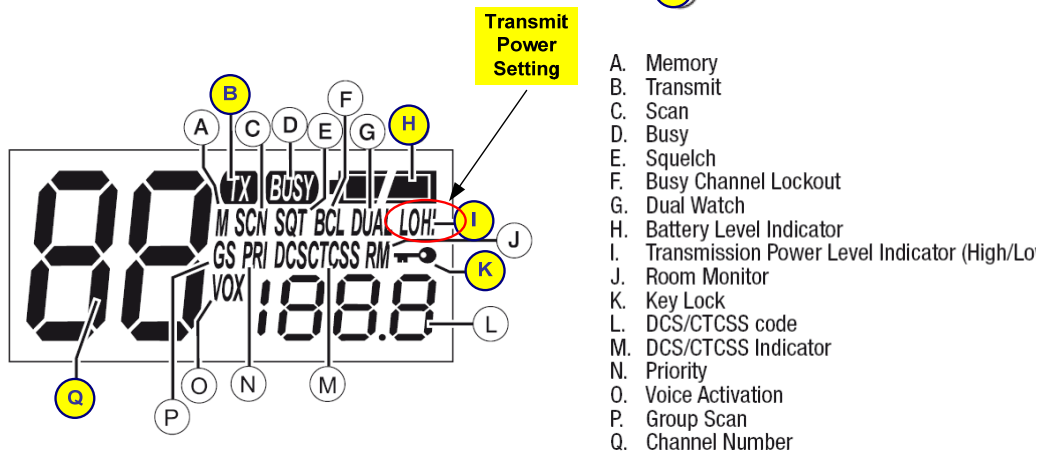 Transmit
Power
Setting
A. Memory
B. Transmit
C. Scan
D. Busy
E. Squelch
F. Busy Channel Lockout
G. Dual Watch
H. Battery Level Indicator
I. Transmission Power Level Indicator (High/Lo
J. Room Monitor
K. Key Lock
L. DCS/CTCSS code
M. DCS/CTCSS Indicator
N. Priority
O. Voice Activation
P. Group Scan
Q. Channel Number
F
B
A C D E G H
88 TX BUSY
M SCN SQT BCL DUAL LOHI I
J
GS PRI DCSCTCSS RM
K
VOX
188.8 L
Q P O N M